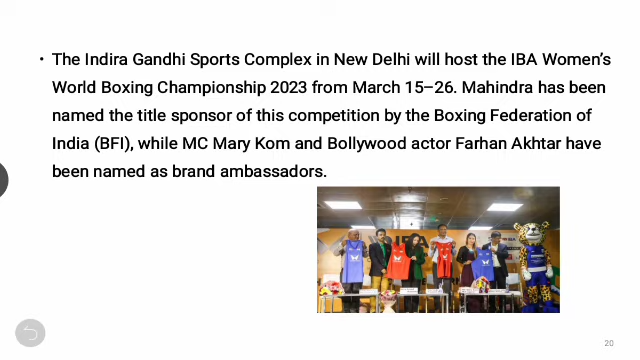 • The Indira Gandhi Sports Complex in New Delhi will host the IBA Women's
World Boxing Championship 2023 from March 15–26. Mahindra has been
named the title sponsor of this competition by the Boxing Federation of
India (BFI), while MC Mary Kom and Bollywood actor Farhan Akhtar have
been named as brand ambassadors.
20